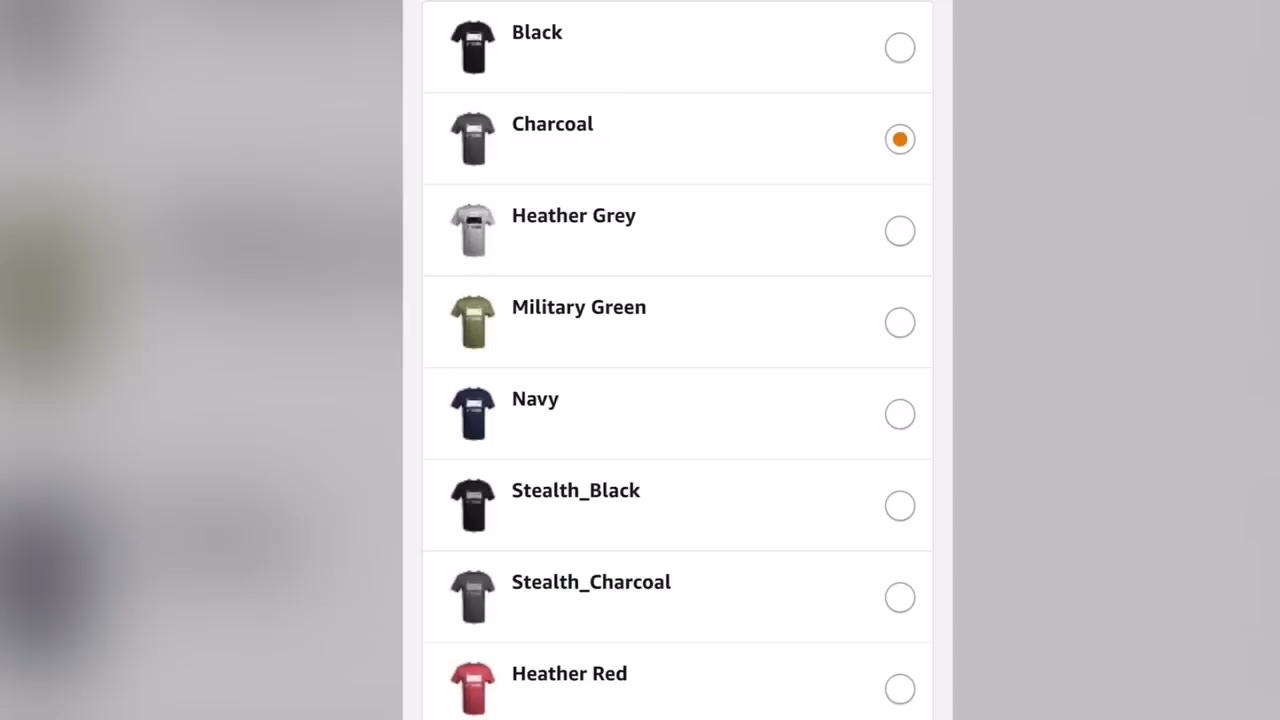 Black
Charcoal
Heather Grey
Military Green
Navy
Stealth_Black
Stealth_Charcoal
Heather Red